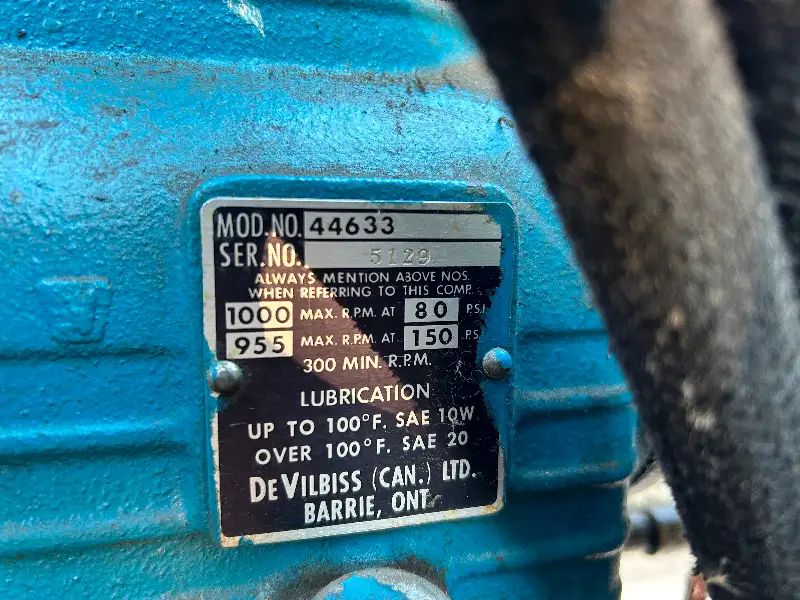 MOD.NO. 44633
SER.NO. 5129
ALWAYS MENTION ABOVE NOS.
WHEN REFERRING TO THIS COMP.
1000 MAX. R.P.M. AT 80 P.S.I
955 MAX. R.P.M. AT 150 P.S.
300 MIN. R.P.M.
LUBRICATION
UP TO 100°F. SAE 10W
OVER 100°F. SAE 20
DEVILBISS (CAN.) LTD.
BARRIE, ONT.